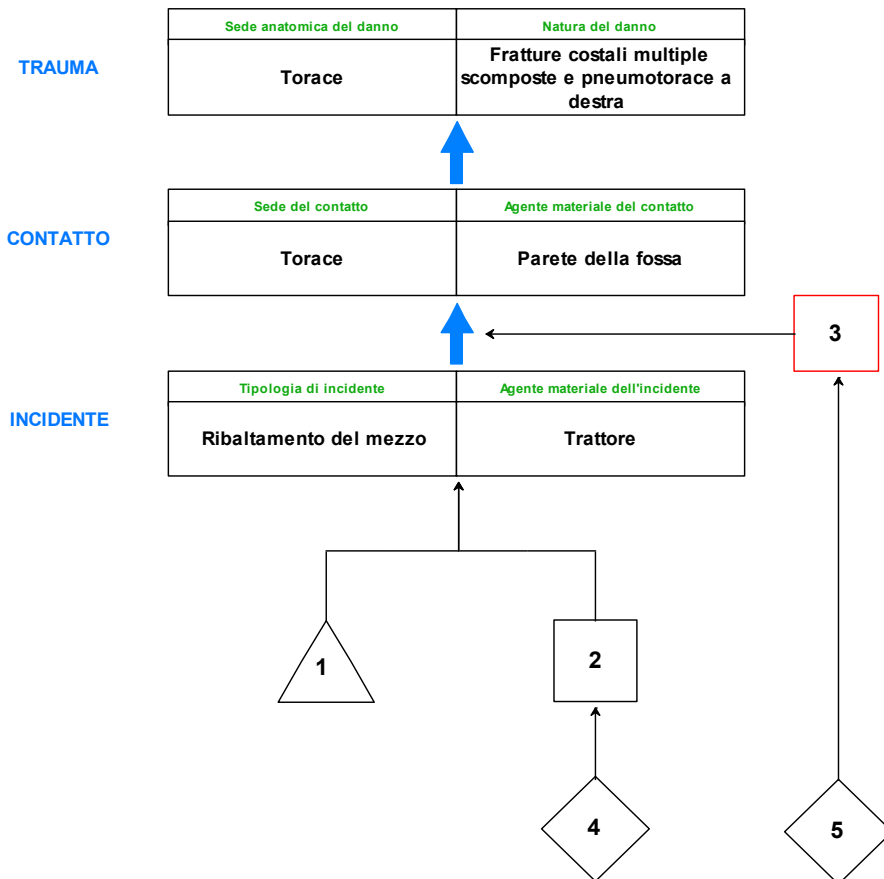 Sede anatomica del danno
Natura del danno
TRAUMA
Torace
Fratture costali multiple
scomposte e pneumotorace a
destra
Sede del contatto
Agente materiale del contatto
CONTATTO
Torace
Parete della fossa
3
Tipologia di incidente
Agente materiale dell'incidente
INCIDENTE
Ribaltamento del mezzo
Trattore
1
2
4
5